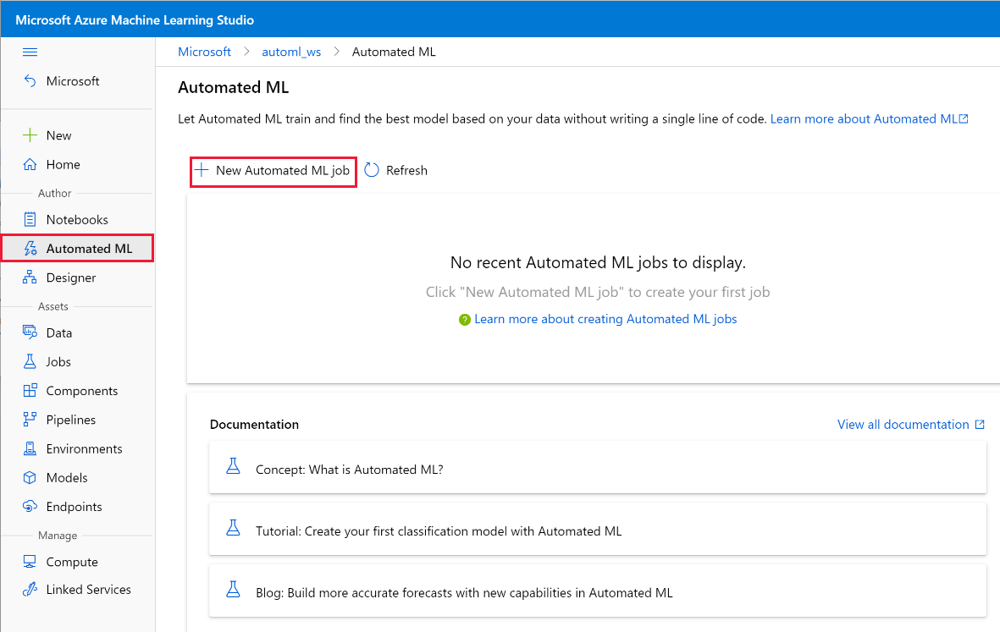 Microsoft Azure Machine Learning Studio
Microsoft
New
Home
Author
Notebooks
Automated ML
Designer
Assets
Data
Jobs
Components
Pipelines
Environments
Models
Endpoints
Manage
Compute
Linked Services
Microsoft > automl_ws > Automated ML
Automated ML
Let Automated ML train and find the best model based on your data without writing a single line of code. Learn more about Automated ML
New Automated ML job Refresh
No recent Automated ML jobs to display.
Click "New Automated ML job" to create your first job
? Learn more about creating Automated ML jobs
Documentation View all documentation
Concept: What is Automated ML?
Tutorial: Create your first classification model with Automated ML
Blog: Build more accurate forecasts with new capabilities in Automated ML